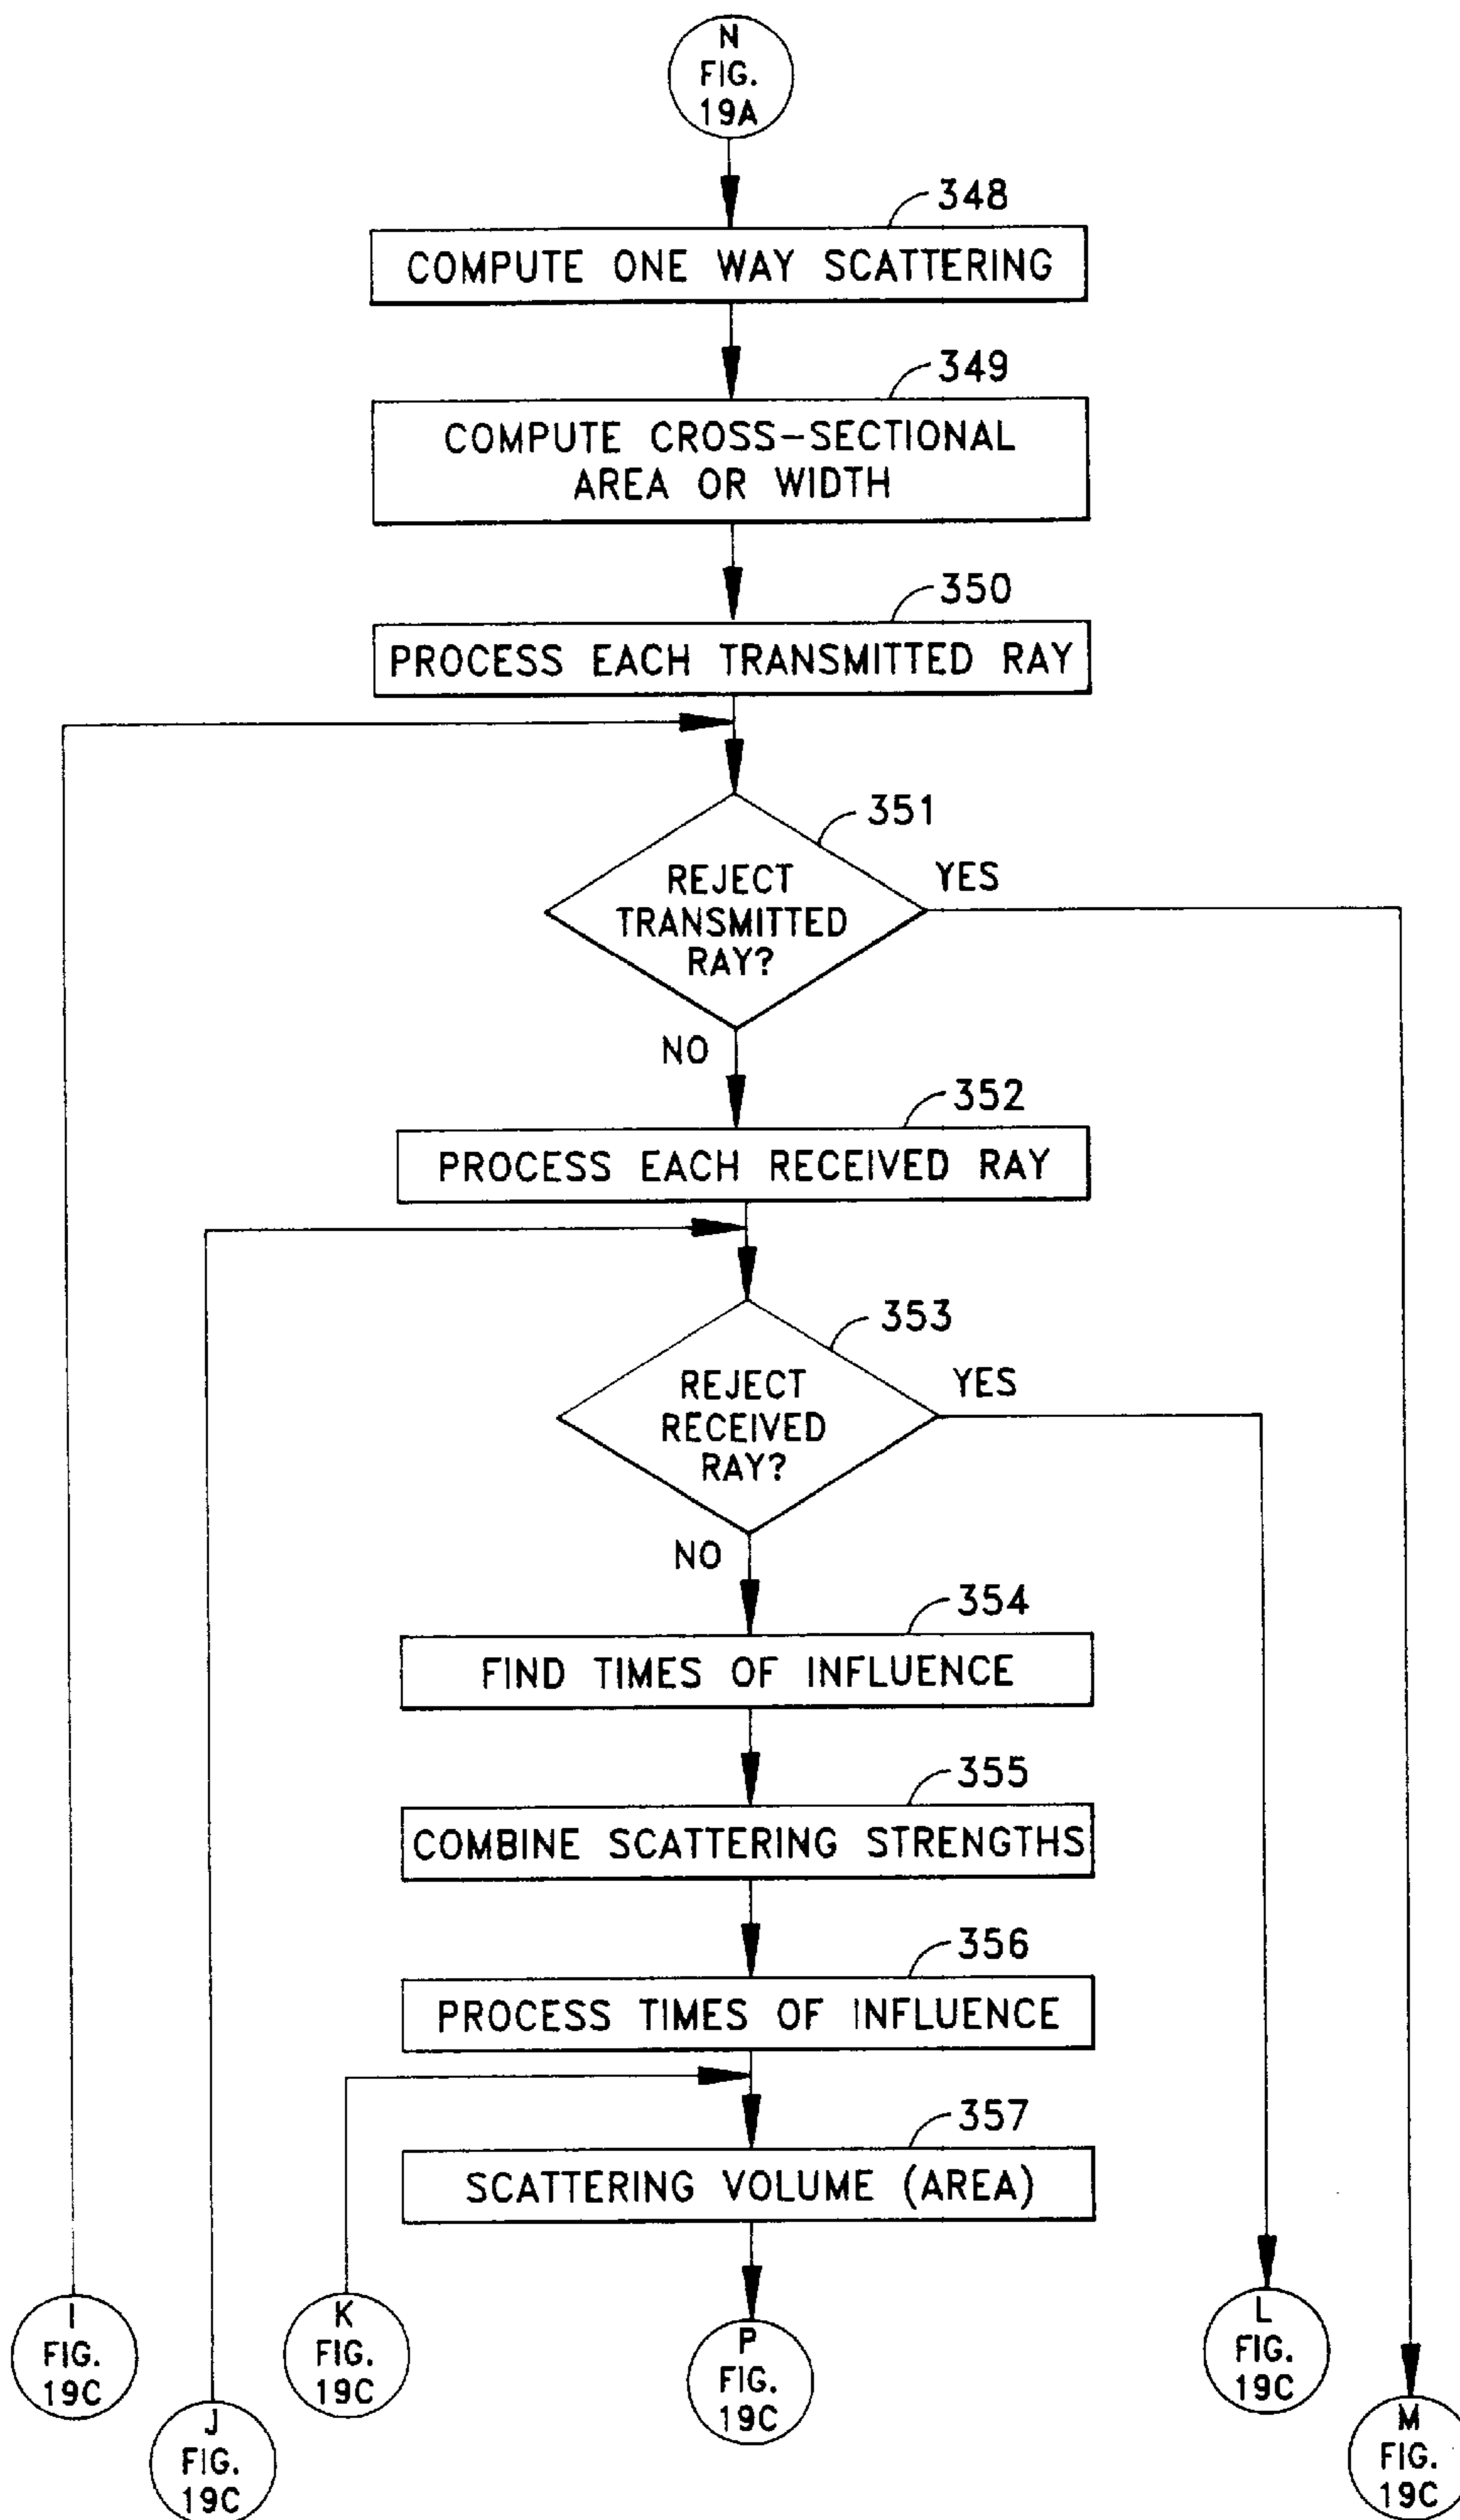 N
FIG.
19A
348
COMPUTE ONE WAY SCATTERING
349
COMPUTE CROSS-SECTIONAL
AREA OR WIDTH
350
PROCESS EACH TRANSMITTED RAY
351
REJECT
TRANSMITTED
RAY?
YES
NO
352
PROCESS EACH RECEIVED RAY
353
REJECT
RECEIVED
RAY?
YES
NO
354
FIND TIMES OF INFLUENCE
355
COMBINE SCATTERING STRENGTHS
356
PROCESS TIMES OF INFLUENCE
357
SCATTERING VOLUME (AREA)
I
FIG.
19C
J
FIG.
19C
K
FIG.
19C
P
FIG.
19C
L
FIG.
19C
M
FIG.
19C